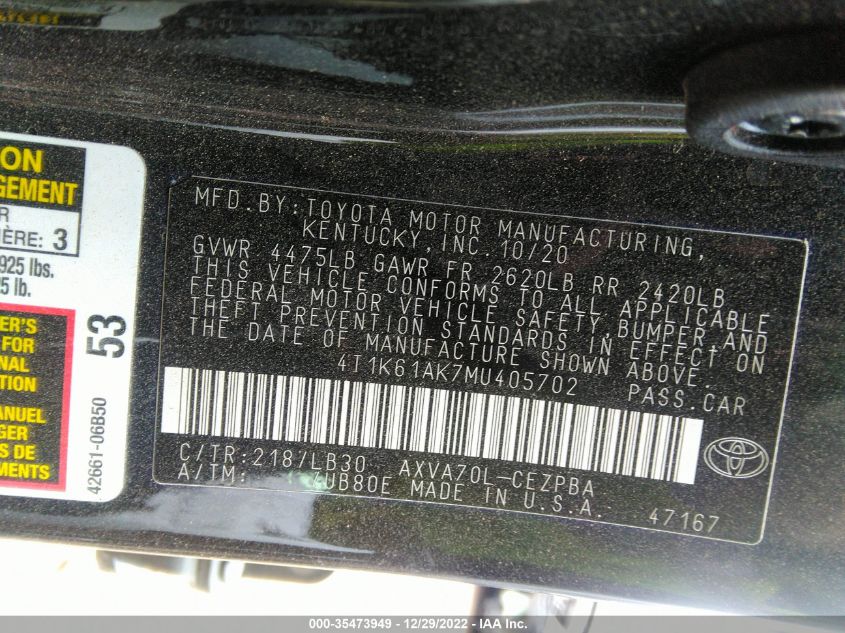 ON
GEMENT
R
IÈRE: 3
925 lbs.
5 lb.
ER'S
FOR
NAL
TION
ANUEL
GER
S DE
MENTS
53
42661-06B50
MFD.BY:TOYOTA MOTOR MANUFACTURING,
KENTUCKY,INC. 10/20
GVWR 4475LB GAWR FR 2620LB RR 2420LB
THIS VEHICLE CONFORMS TO ALL APPLICABLE
FEDERAL MOTOR VEHICLE SAFETY,BUMPER,AND
THEFT PREVENTION STANDARDS IN EFFECT ON
THE DATE OF MANUFACTURE SHOWN ABOVE.
4T1K61AK7MU405702 PASS.CAR
C/TR:218/LB30 AXVA70L-CEZPBA
A/TM: /UB80E MADE IN U.S.A.
47167
000-35473949 - 12/29/2022 - IAA Inc.